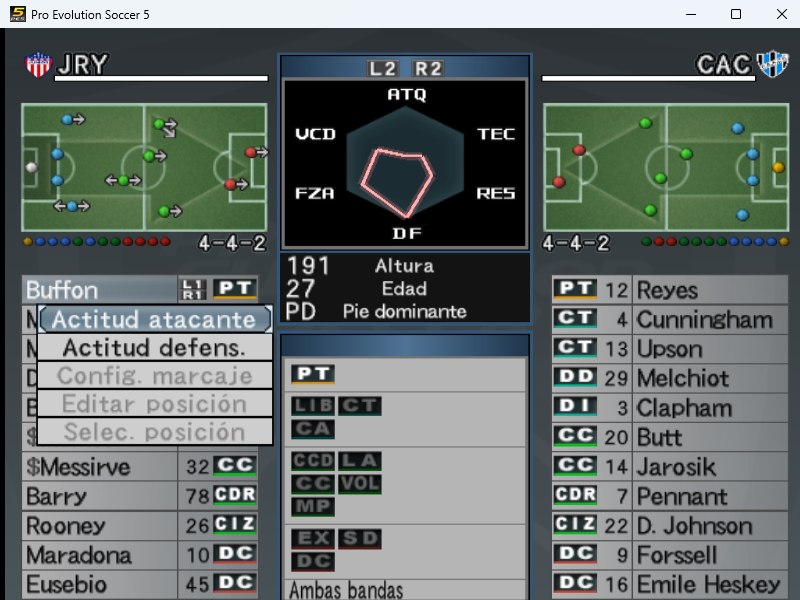 Pro Evolution Soccer 5
JRY
L2 R2
CAC
ATQ
VCD
TEC
FZA
RES
DF
4-4-2
4-4-2
191 Altura
27 Edad
PD Pie dominante
Buffon L1 R1 PT
Actitud atacante
Actitud defens.
Config. marcaje
Editar posición
Selec. posición
$Messirve 32 CC
Barry 78 CDR
Rooney 26 CIZ
Maradona 10 DC
Eusebio 45 DC
PT
LIB CT
CA
CCD LA
CC VOL
MP
EX SD
DC
Ambas bandas
PT 12 Reyes
CT 4 Cunningham
CT 13 Upson
DD 29 Melchiot
DI 3 Clapham
CC 20 Butt
CC 14 Jarosik
CDR 7 Pennant
CIZ 22 D. Johnson
DC 9 Forssell
DC 16 Emile Heskey